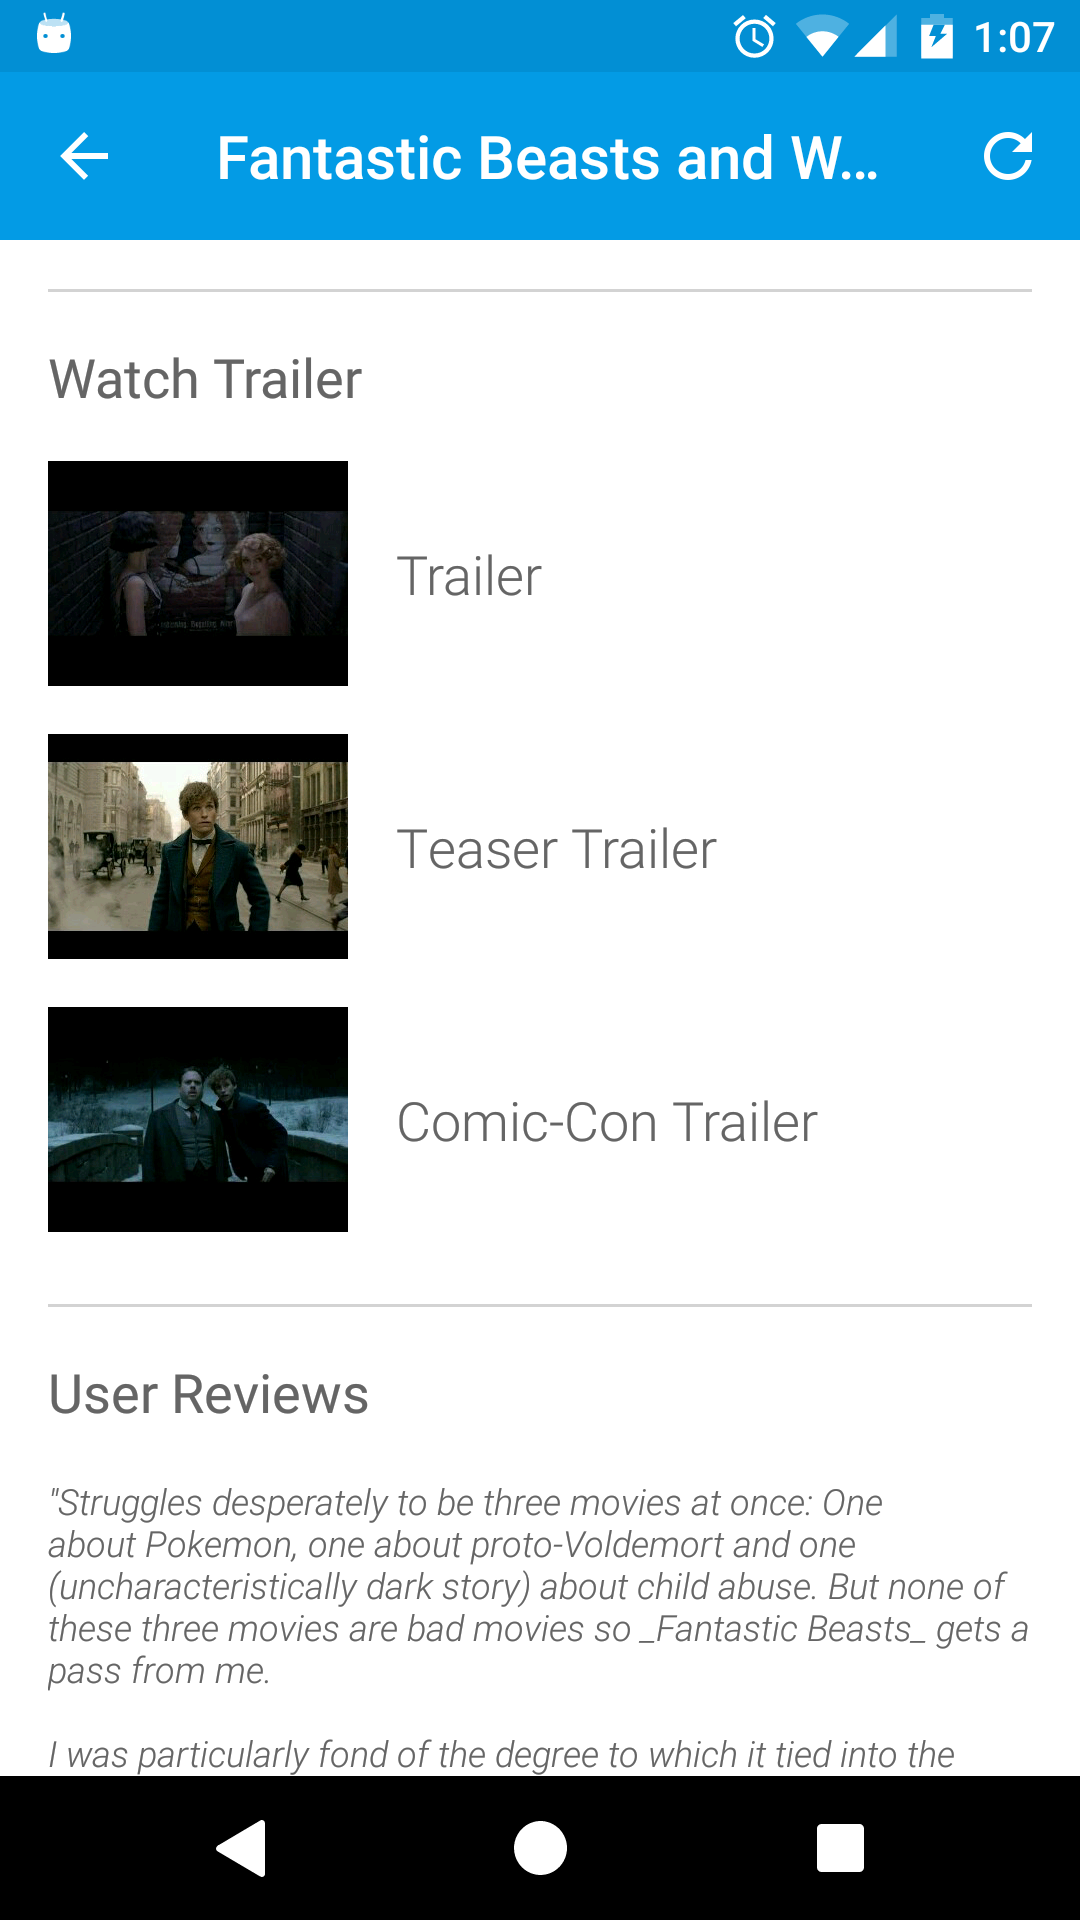 1:07
Fantastic Beasts and W...
Watch Trailer
Trailer
Teaser Trailer
Comic-Con Trailer
User Reviews
"Struggles desperately to be three movies at once: One
about Pokemon, one about proto-Voldemort and one
(uncharacteristically dark story) about child abuse. But none of
these three movies are bad movies so _Fantastic Beasts_ gets a
pass from me.
I was particularly fond of the degree to which it tied into the